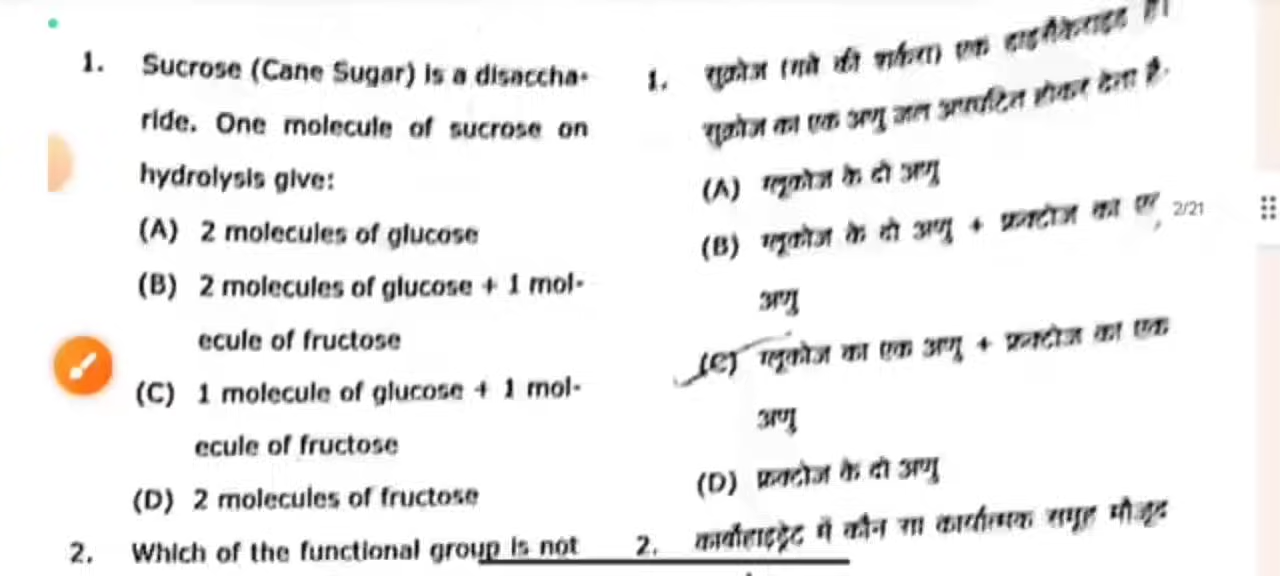 1. Sucrose (Cane Sugar) is a disaccha-
ride. One molecule of sucrose on
hydrolysis give:
(A) 2 molecules of glucose
(B) 2 molecules of glucose + 1 mol-
ecule of fructose
(C) 1 molecule of glucose + 1 mol-
ecule of fructose
(D) 2 molecules of fructose
2. Which of the functional group is not
1. सुक्रोज (गन्ने की शर्करा) एक डाइसैकेराइड है।
सुक्रोज का एक अणु जल अपघटित होकर देता है-
(A) ग्लूकोज के दो अणु
(B) ग्लूकोज के दो अणु + फ्रक्टोज का
अणु
(C) ग्लूकोज का एक अणु + फ्रक्टोज का एक
अणु
(D) फ्रक्टोज के दो अणु
2. कार्बोहाइड्रेट में कौन सा कार्यात्मक समूह मौजूद
2/21